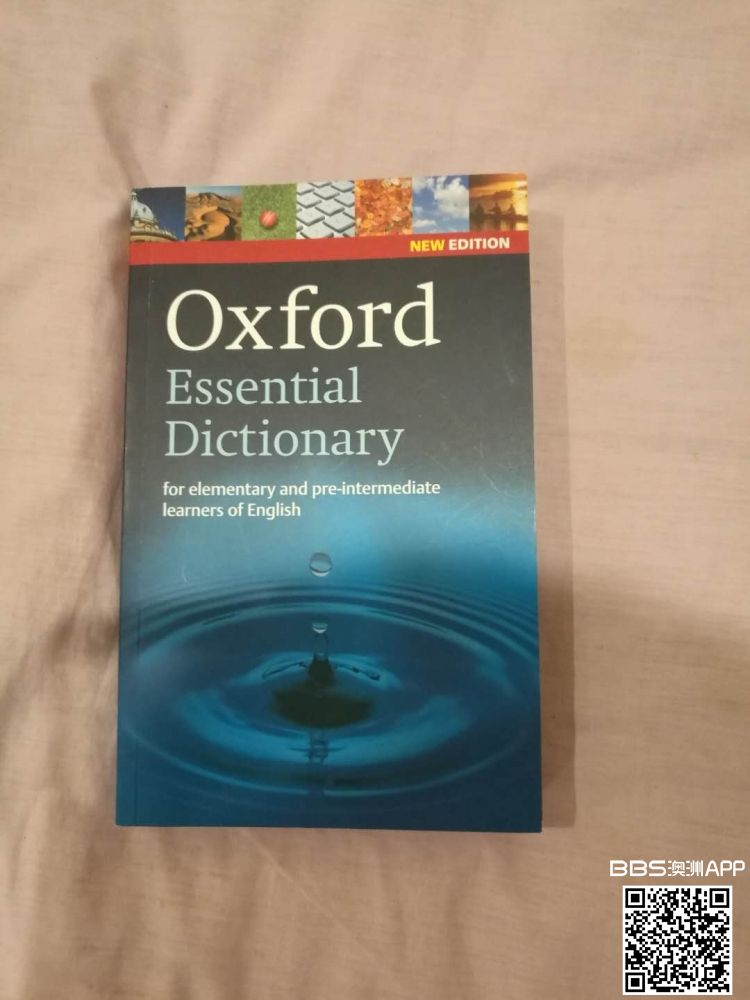 NEW EDITION
Oxford
Essential
Dictionary
for elementary and pre-intermediate
learners of English
BBS澳洲APP